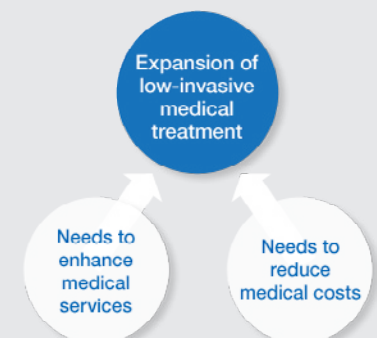 Expansion of
low-invasive
medical
treatment
Needs to
enhance
medical
services
Needs to
reduce
medical costs